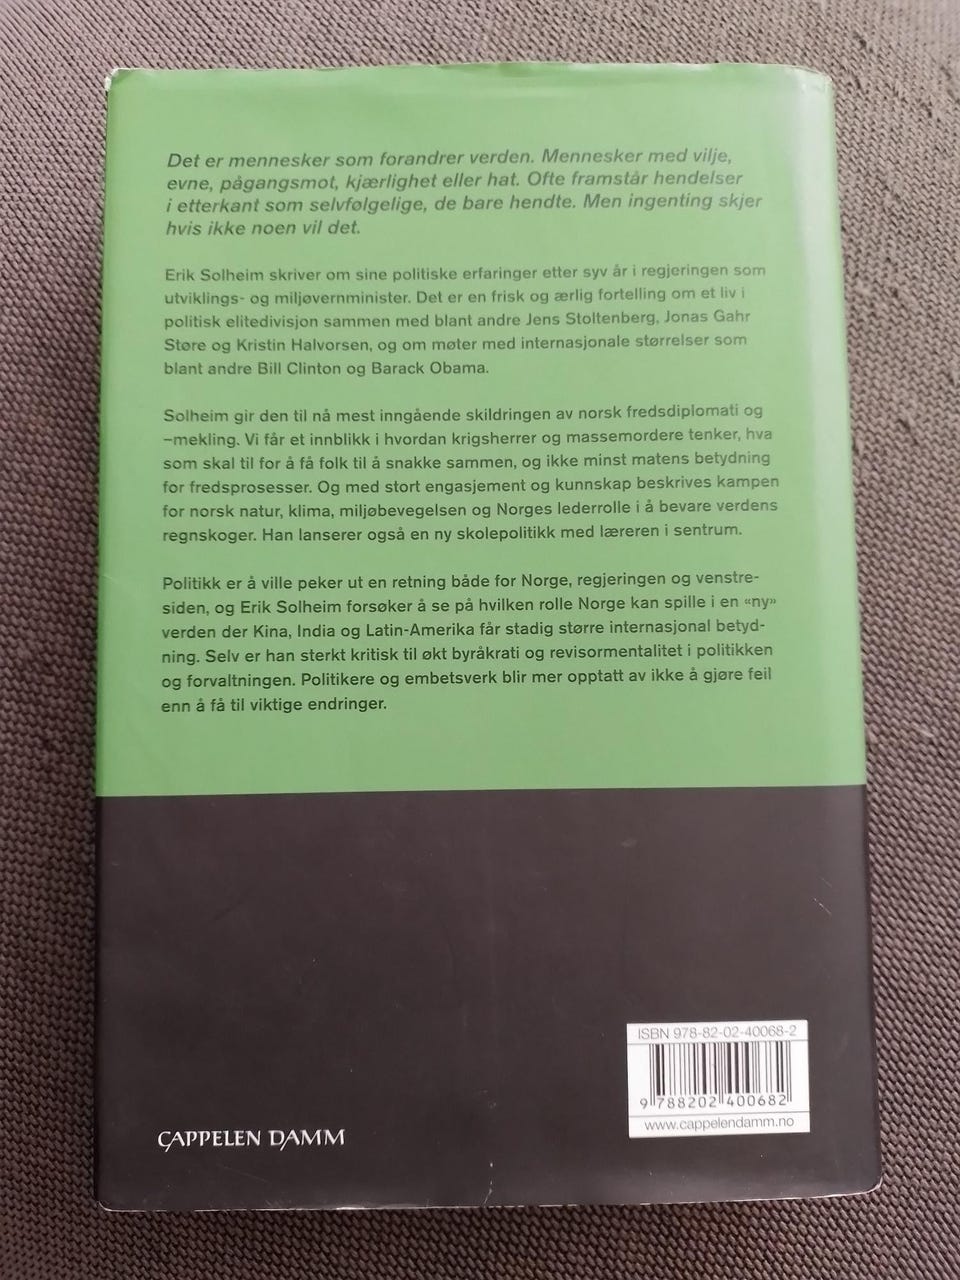 Det er mennesker som forandrer verden. Mennesker med vilje,
evne, pågangsmot, kjærlighet eller hat. Ofte framstår hendelser
i etterkant som selvfølgelige, de bare hendte. Men ingenting skjer
hvis ikke noen vil det.
Erik Solheim skriver om sine politiske erfaringer etter syv år i regjeringen som
utviklings- og miljøvernminister. Det er en frisk og ærlig fortelling om et liv i
politisk elitedivisjon sammen med blant andre Jens Stoltenberg, Jonas Gahr
Støre og Kristin Halvorsen, og om møter med internasjonale størrelser som
blant andre Bill Clinton og Barack Obama.
Solheim gir den til nå mest inngående skildringen av norsk fredsdiplomati og
–mekling. Vi får et innblikk i hvordan krigsherrer og massemordere tenker, hva
som skal til for å få folk til å snakke sammen, og ikke minst matens betydning
for fredsprosesser. Og med stort engasjement og kunnskap beskrives kampen
for norsk natur, klima, miljøbevegelsen og Norges lederrolle i å bevare verdens
regnskoger. Han lanserer også en ny skolepolitikk med læreren i sentrum.
Politikk er å ville peker ut en retning både for Norge, regjeringen og venstre-
siden, og Erik Solheim forsøker å se på hvilken rolle Norge kan spille i en «ny»
verden der Kina, India og Latin-Amerika får stadig større internasjonal betyd-
ning. Selv er han sterkt kritisk til økt byråkrati og revisormentalitet i politikken
og forvaltningen. Politikere og embetsverk blir mer opptatt av ikke å gjøre feil
enn å få til viktige endringer.
ISBN 978-82-02-40068-2
9 788202 400682
www.cappelendamm.no
CAPPELEN DAMM